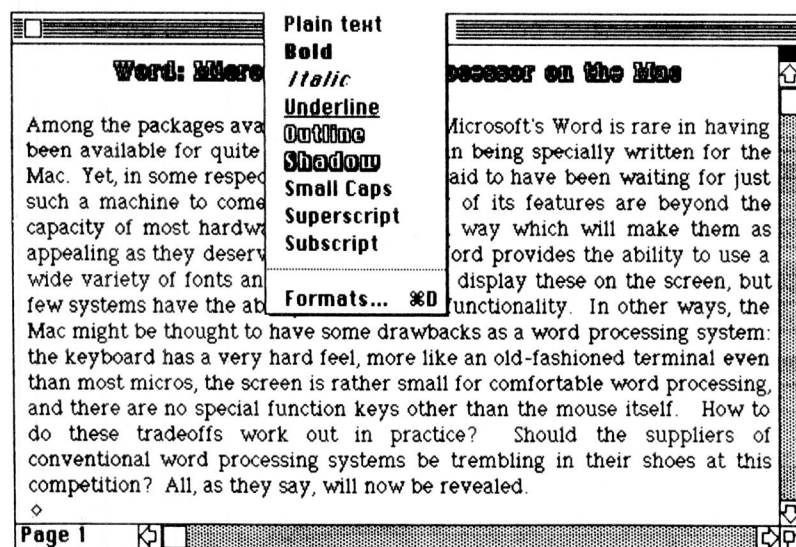 Plain text
Bold
Italic
Underline
Outline
Shadow
Small Caps
Superscript
Subscript
Formats... ⌘D
Word: Micro cessor on the Mac
Among the packages ava Microsoft's Word is rare in having
been available for quite n being specially written for the
Mac. Yet, in some respec aid to have been waiting for just
such a machine to come of its features are beyond the
capacity of most hardwa way which will make them as
appealing as they deserv ord provides the ability to use a
wide variety of fonts an display these on the screen, but
few systems have the ab functionality. In other ways, the
Mac might be thought to have some drawbacks as a word processing system:
the keyboard has a very hard feel, more like an old-fashioned terminal even
than most micros, the screen is rather small for comfortable word processing,
and there are no special function keys other than the mouse itself. How to
do these tradeoffs work out in practice? Should the suppliers of
conventional word processing systems be trembling in their shoes at this
competition? All, as they say, will now be revealed.
Page 1